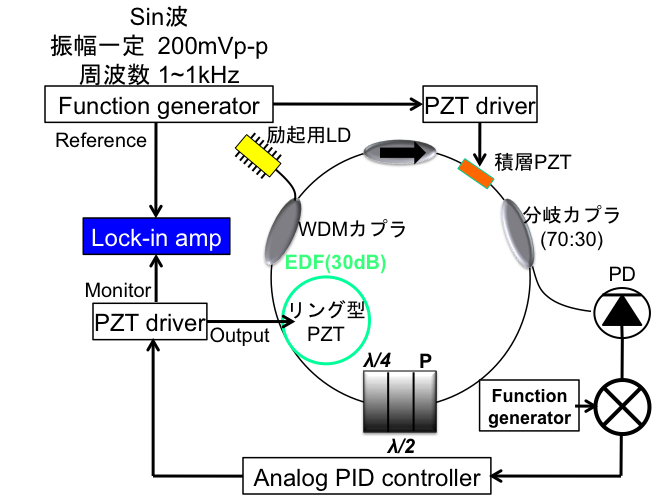 Sin波
振幅一定 200mVp-p
周波数 1~1kHz
Function generator
PZT driver
Reference
励起用LD
積層PZT
Lock-in amp
WDMカプラ
分岐カプラ
(70:30)
EDF(30dB)
Monitor
PD
PZT driver
Output
リング型
PZT
λ/4
P
Function
generator
λ/2
Analog PID controller